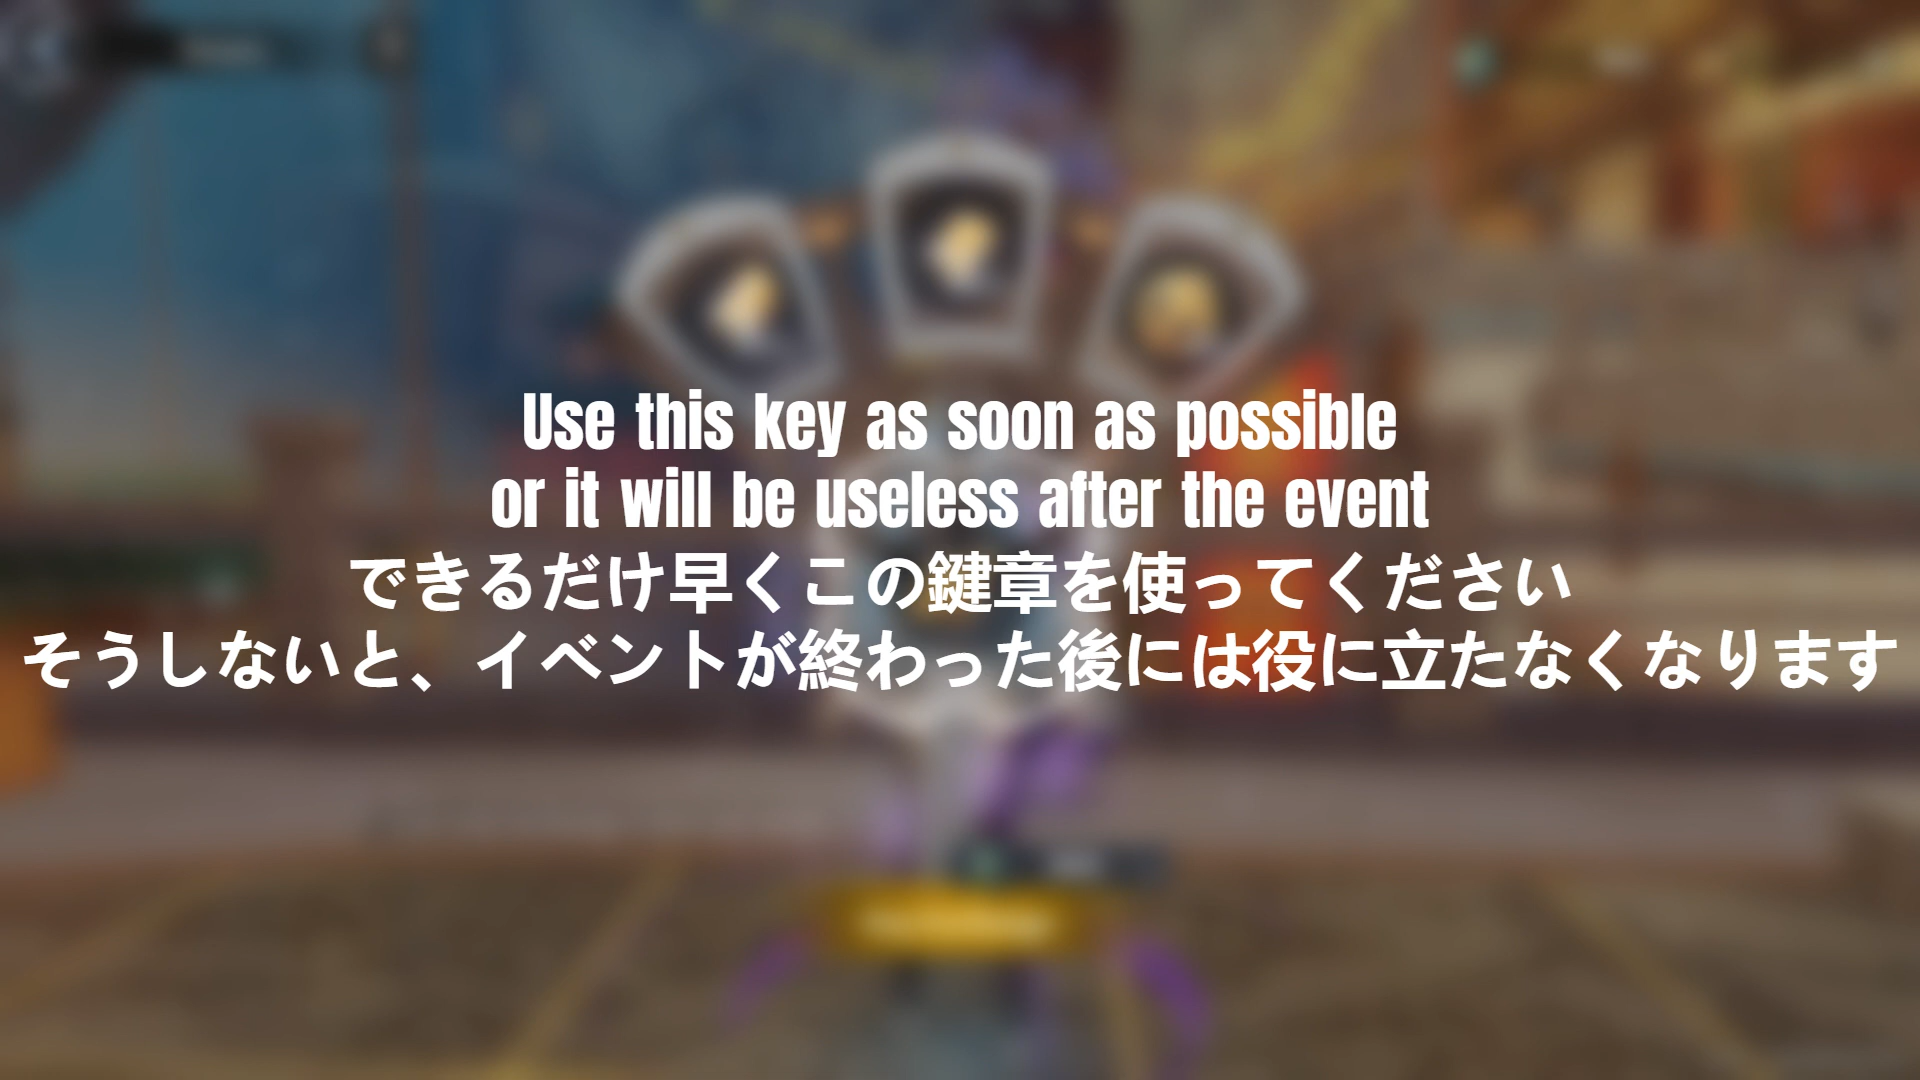 Use this key as soon as possible
or it will be useless after the event
できるだけ早くこの鍵章を使ってください
そうしないと、イベントが終わった後には役に立たなくなります